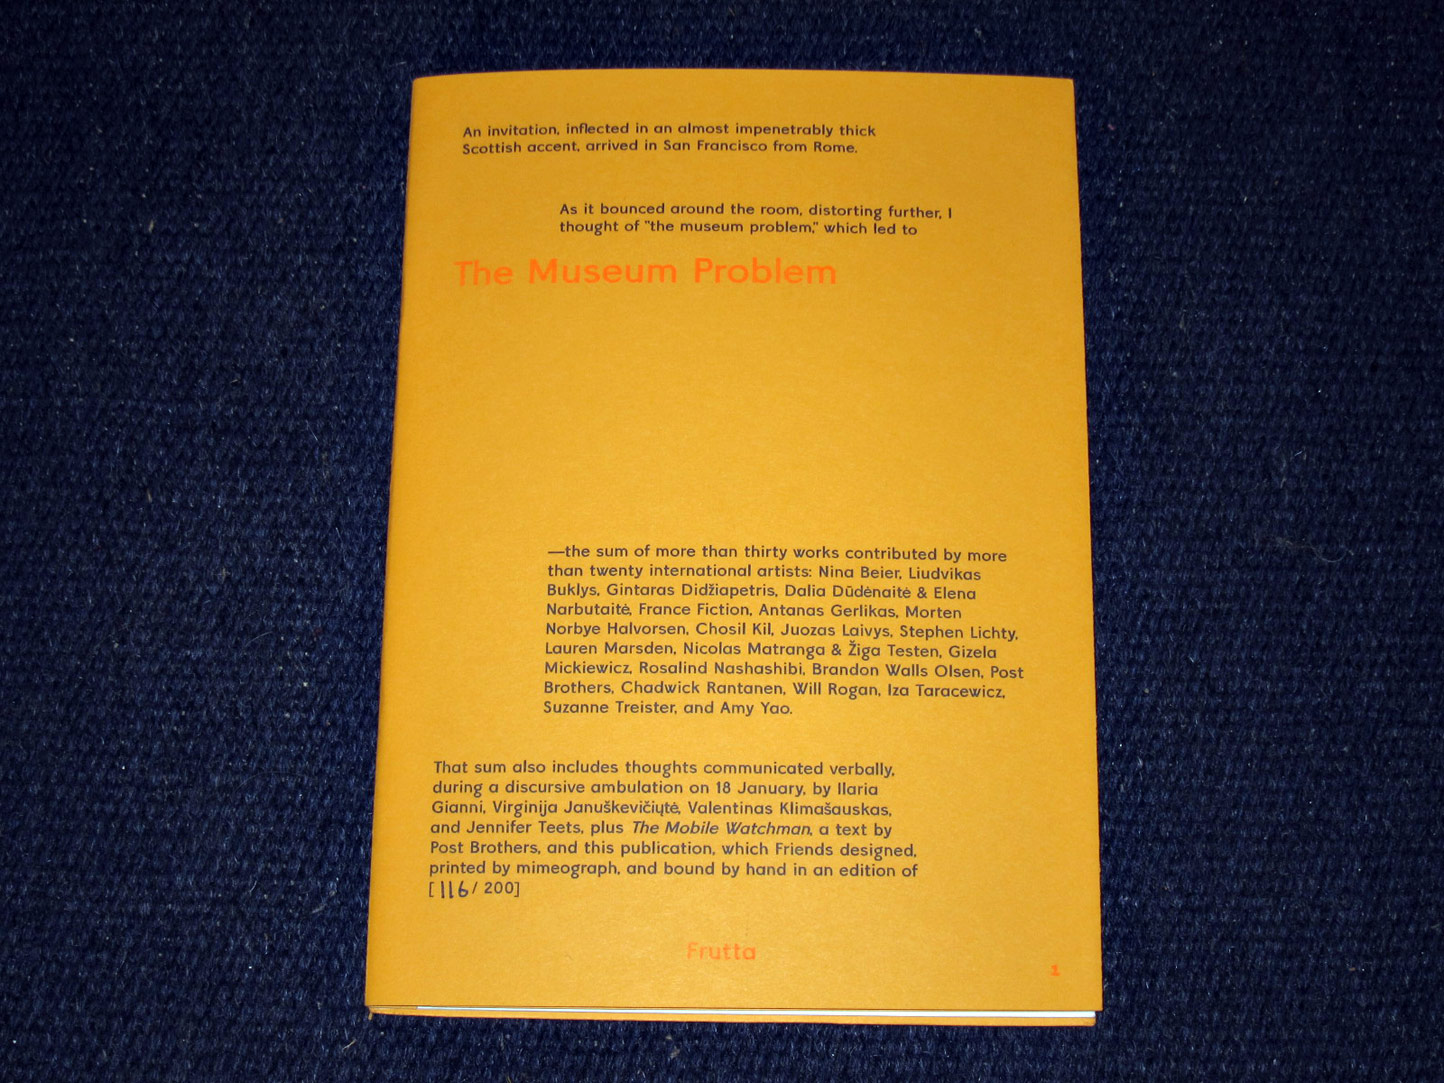 An invitation, inflected in an almost impenetrably thick
Scottish accent, arrived in San Francisco from Rome.
As it bounced around the room, distorting further, I
thought of "the museum problem," which led to
The Museum Problem
—the sum of more than thirty works contributed by more
than twenty international artists: Nina Beier, Liudvikas
Buklys, Gintaras Didžiapetris, Dalia Dūdėnaitė & Elena
Narbutaitė, France Fiction, Antanas Gerlikas, Morten
Norbye Halvorsen, Chosil Kil, Juozas Laivys, Stephen Lichty,
Lauren Marsden, Nicolas Matranga & Žiga Testen, Gizela
Mickiewicz, Rosalind Nashashibi, Brandon Walls Olsen, Post
Brothers, Chadwick Rantanen, Will Rogan, Iza Taracewicz,
Suzanne Treister, and Amy Yao.
That sum also includes thoughts communicated verbally,
during a discursive ambulation on 18 January, by Ilaria
Gianni, Virginija Januškevičiųtė, Valentinas Klimašauskas,
and Jennifer Teets, plus The Mobile Watchman, a text by
Post Brothers, and this publication, which Friends designed,
printed by mimeograph, and bound by hand in an edition of
[116/ 200]
Frutta
1